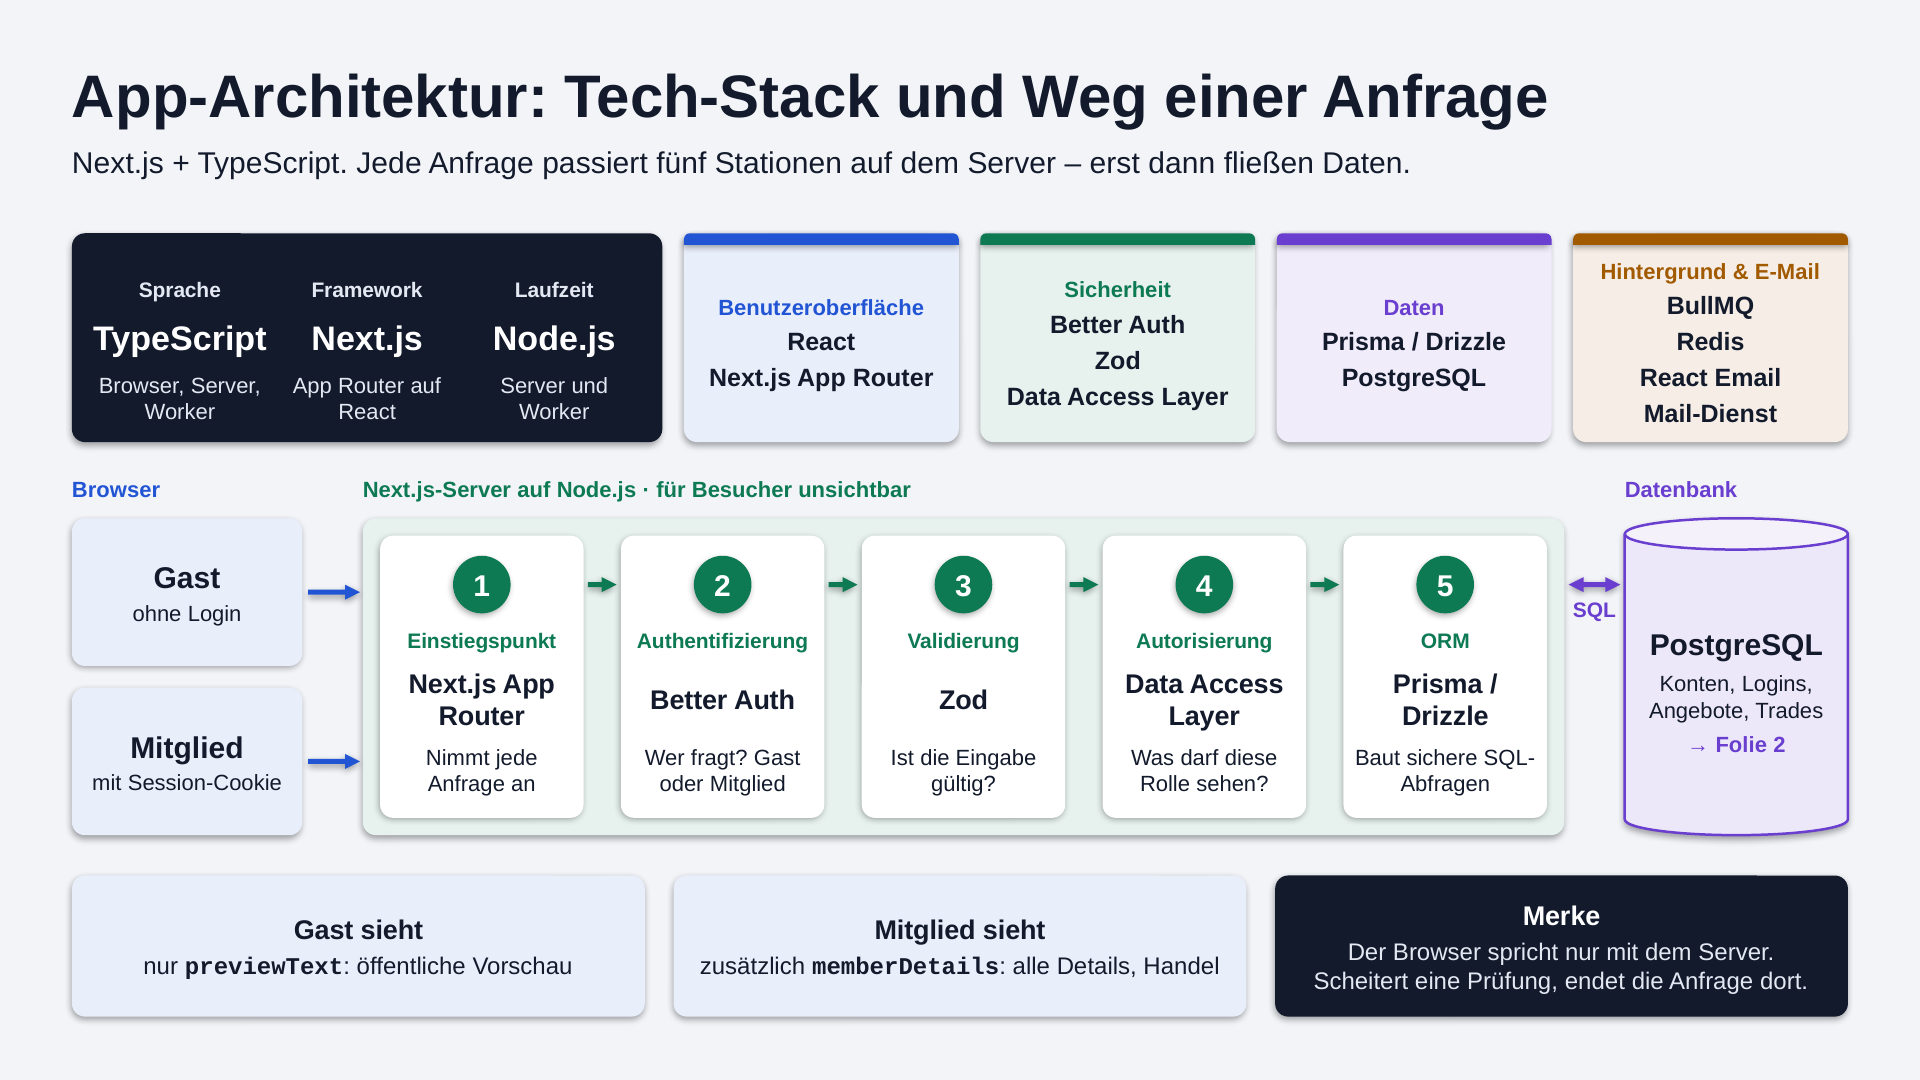 App-Architektur: Tech-Stack und Weg einer Anfrage
Next.js + TypeScript. Jede Anfrage passiert fünf Stationen auf dem Server – erst dann fließen Daten.
Sprache
TypeScript
Browser, Server,
Worker
Framework
Next.js
App Router auf
React
Laufzeit
Node.js
Server und
Worker
Benutzeroberfläche
React
Next.js App Router
Sicherheit
Better Auth
Zod
Data Access Layer
Daten
Prisma / Drizzle
PostgreSQL
Hintergrund & E-Mail
BullMQ
Redis
React Email
Mail-Dienst
Browser
Gast
ohne Login
Mitglied
mit Session-Cookie
Next.js-Server auf Node.js · für Besucher unsichtbar
1
Einstiegspunkt
Next.js App
Router
Nimmt jede
Anfrage an
2
Authentifizierung
Better Auth
Wer fragt? Gast
oder Mitglied
3
Validierung
Zod
Ist die Eingabe
gültig?
4
Autorisierung
Data Access
Layer
Was darf diese
Rolle sehen?
5
ORM
Prisma /
Drizzle
Baut sichere SQL-
Abfragen
SQL
Datenbank
PostgreSQL
Konten, Logins,
Angebote, Trades
→ Folie 2
Gast sieht
nur previewText: öffentliche Vorschau
Mitglied sieht
zusätzlich memberDetails: alle Details, Handel
Merke
Der Browser spricht nur mit dem Server.
Scheitert eine Prüfung, endet die Anfrage dort.